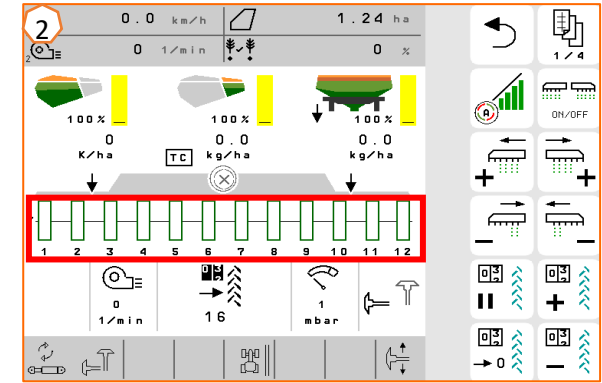 2
0.0 km/h
1.24 ha
2
0 1/min
0 %
1 / 4
100 %
100 %
100 %
A
ON/OFF
0
0.0
0.0
K/ha
TC
kg/ha
kg/ha
+
+
1 2 3 4 5 6 7 8 9 10 11 12
0
16
1
1/min
mbar
+
→ 0